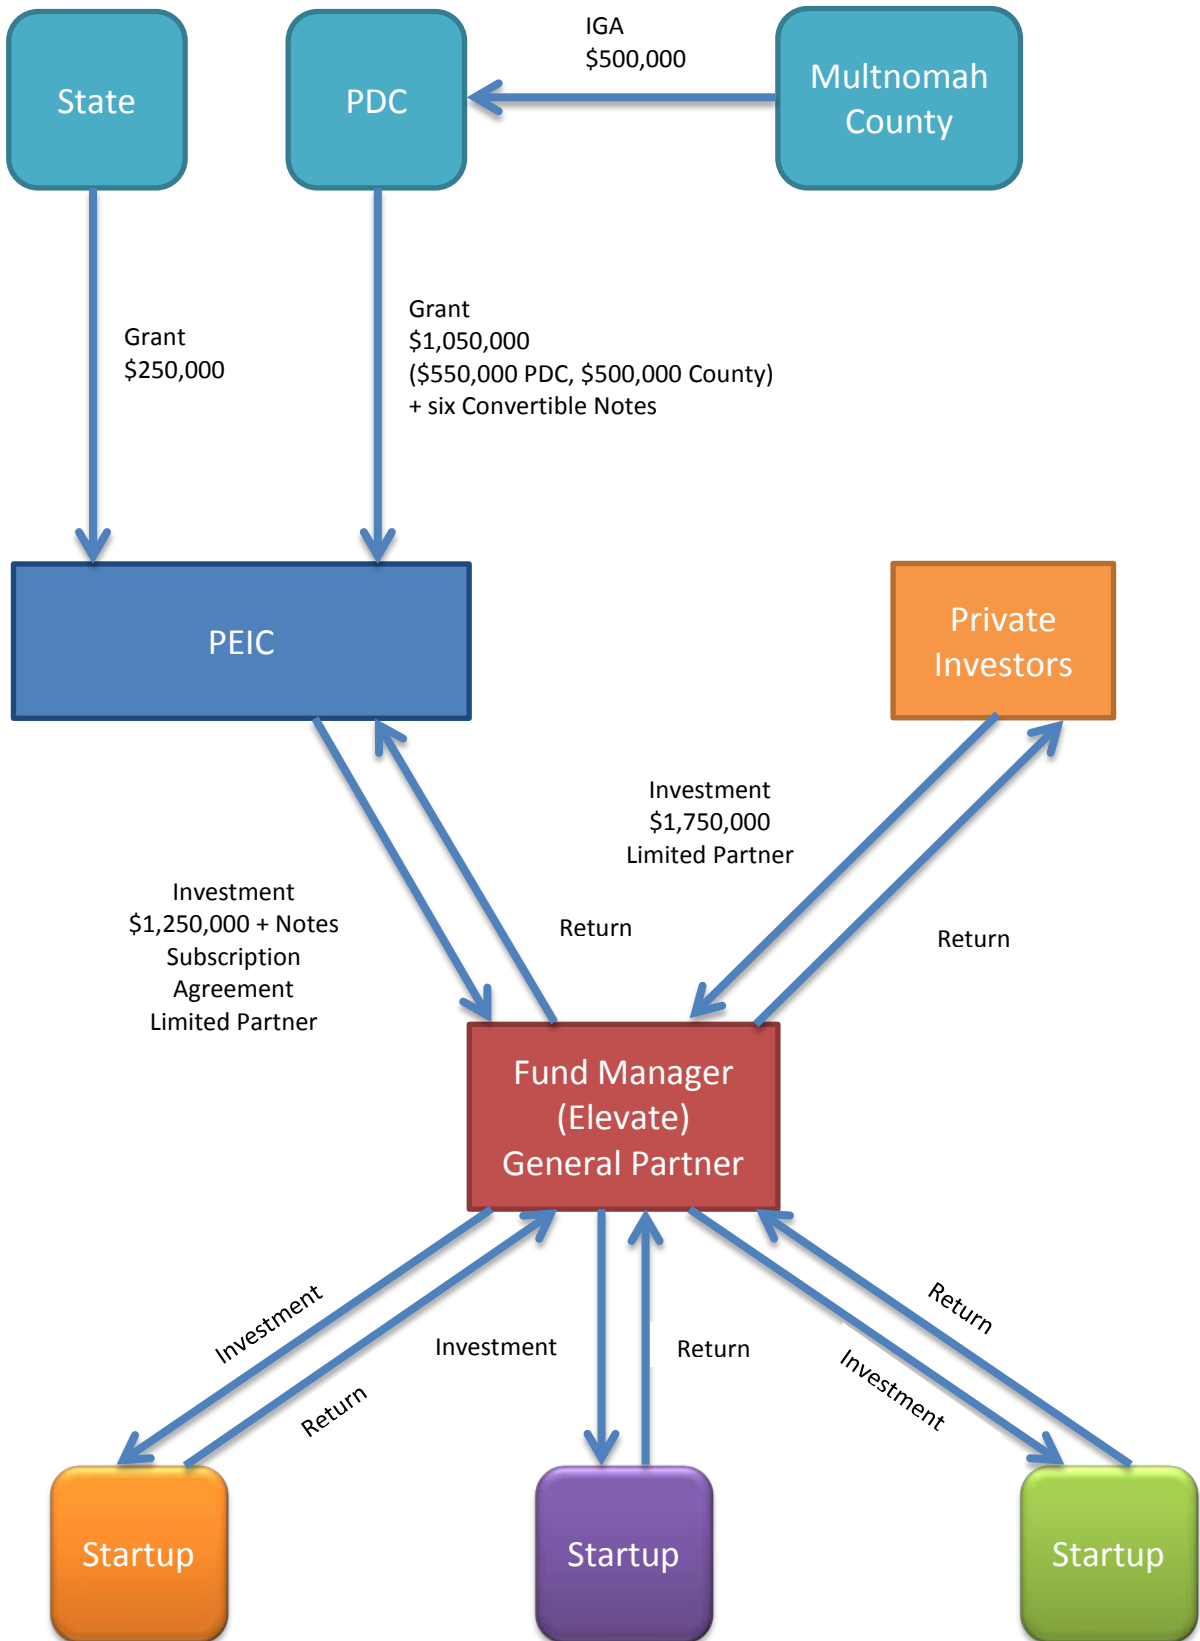 IGA
$500,000
State
PDC
Multnomah
County
Grant
$250,000
Grant
$1,050,000
($550,000 PDC, $500,000 County)
+ six Convertible Notes
PEIC
Private
Investors
Investment
$1,750,000
Limited Partner
Investment
$1,250,000 + Notes
Subscription
Agreement
Limited Partner
Return
Return
Fund Manager
(Elevate)
General Partner
Investment
Return
Investment
Return
Investment
Return
Startup
Startup
Startup